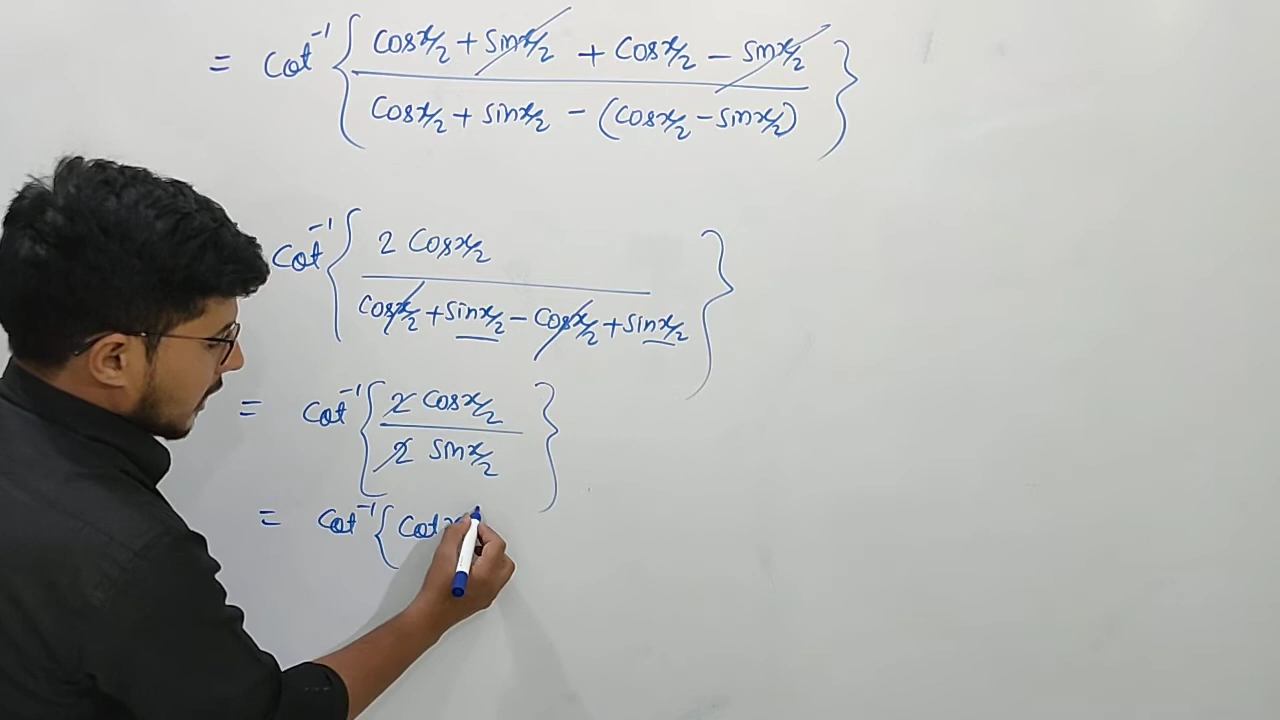 = Cot⁻¹ { Cosx/2 + Sinx/2 + Cosx/2 − Sinx/2
Cosx/2 + Sinx/2 − (Cosx/2 − Sinx/2) }
Cot⁻¹ { 2 Cosx/2
Cosx/2 + Sinx/2 − Cosx/2 + Sinx/2 }
= Cot⁻¹ { 2 Cosx/2
2 Sinx/2 }
= Cot⁻¹ { Cotx